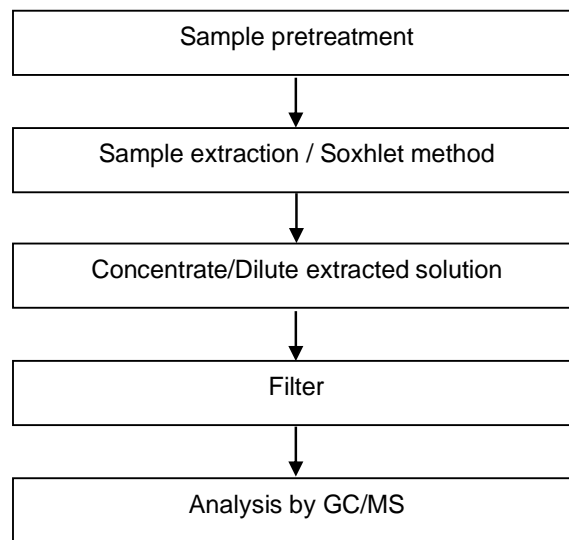 Sample pretreatment
Sample extraction / Soxhlet method
Concentrate/Dilute extracted solution
Filter
Analysis by GC/MS